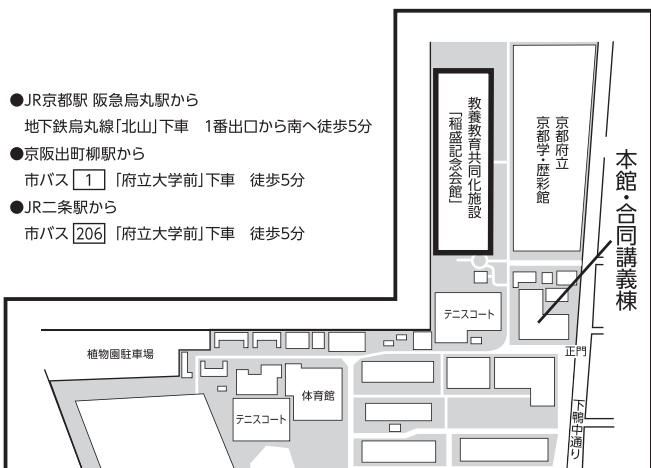 ●JR京都駅 阪急烏丸駅から
地下鉄烏丸線「北山」下車 1番出口から南へ徒歩5分
●京阪出町柳駅から
市バス 1 「府立大学前」下車 徒歩5分
●JR二条駅から
市バス 206 「府立大学前」下車 徒歩5分
京都府立
京都学・歴彩館
教養教育共同化施設
「稲盛記念会館」
本館・合同講義棟
テニスコート
正門
植物園駐車場
体育館
テニスコート
下鴨中通り